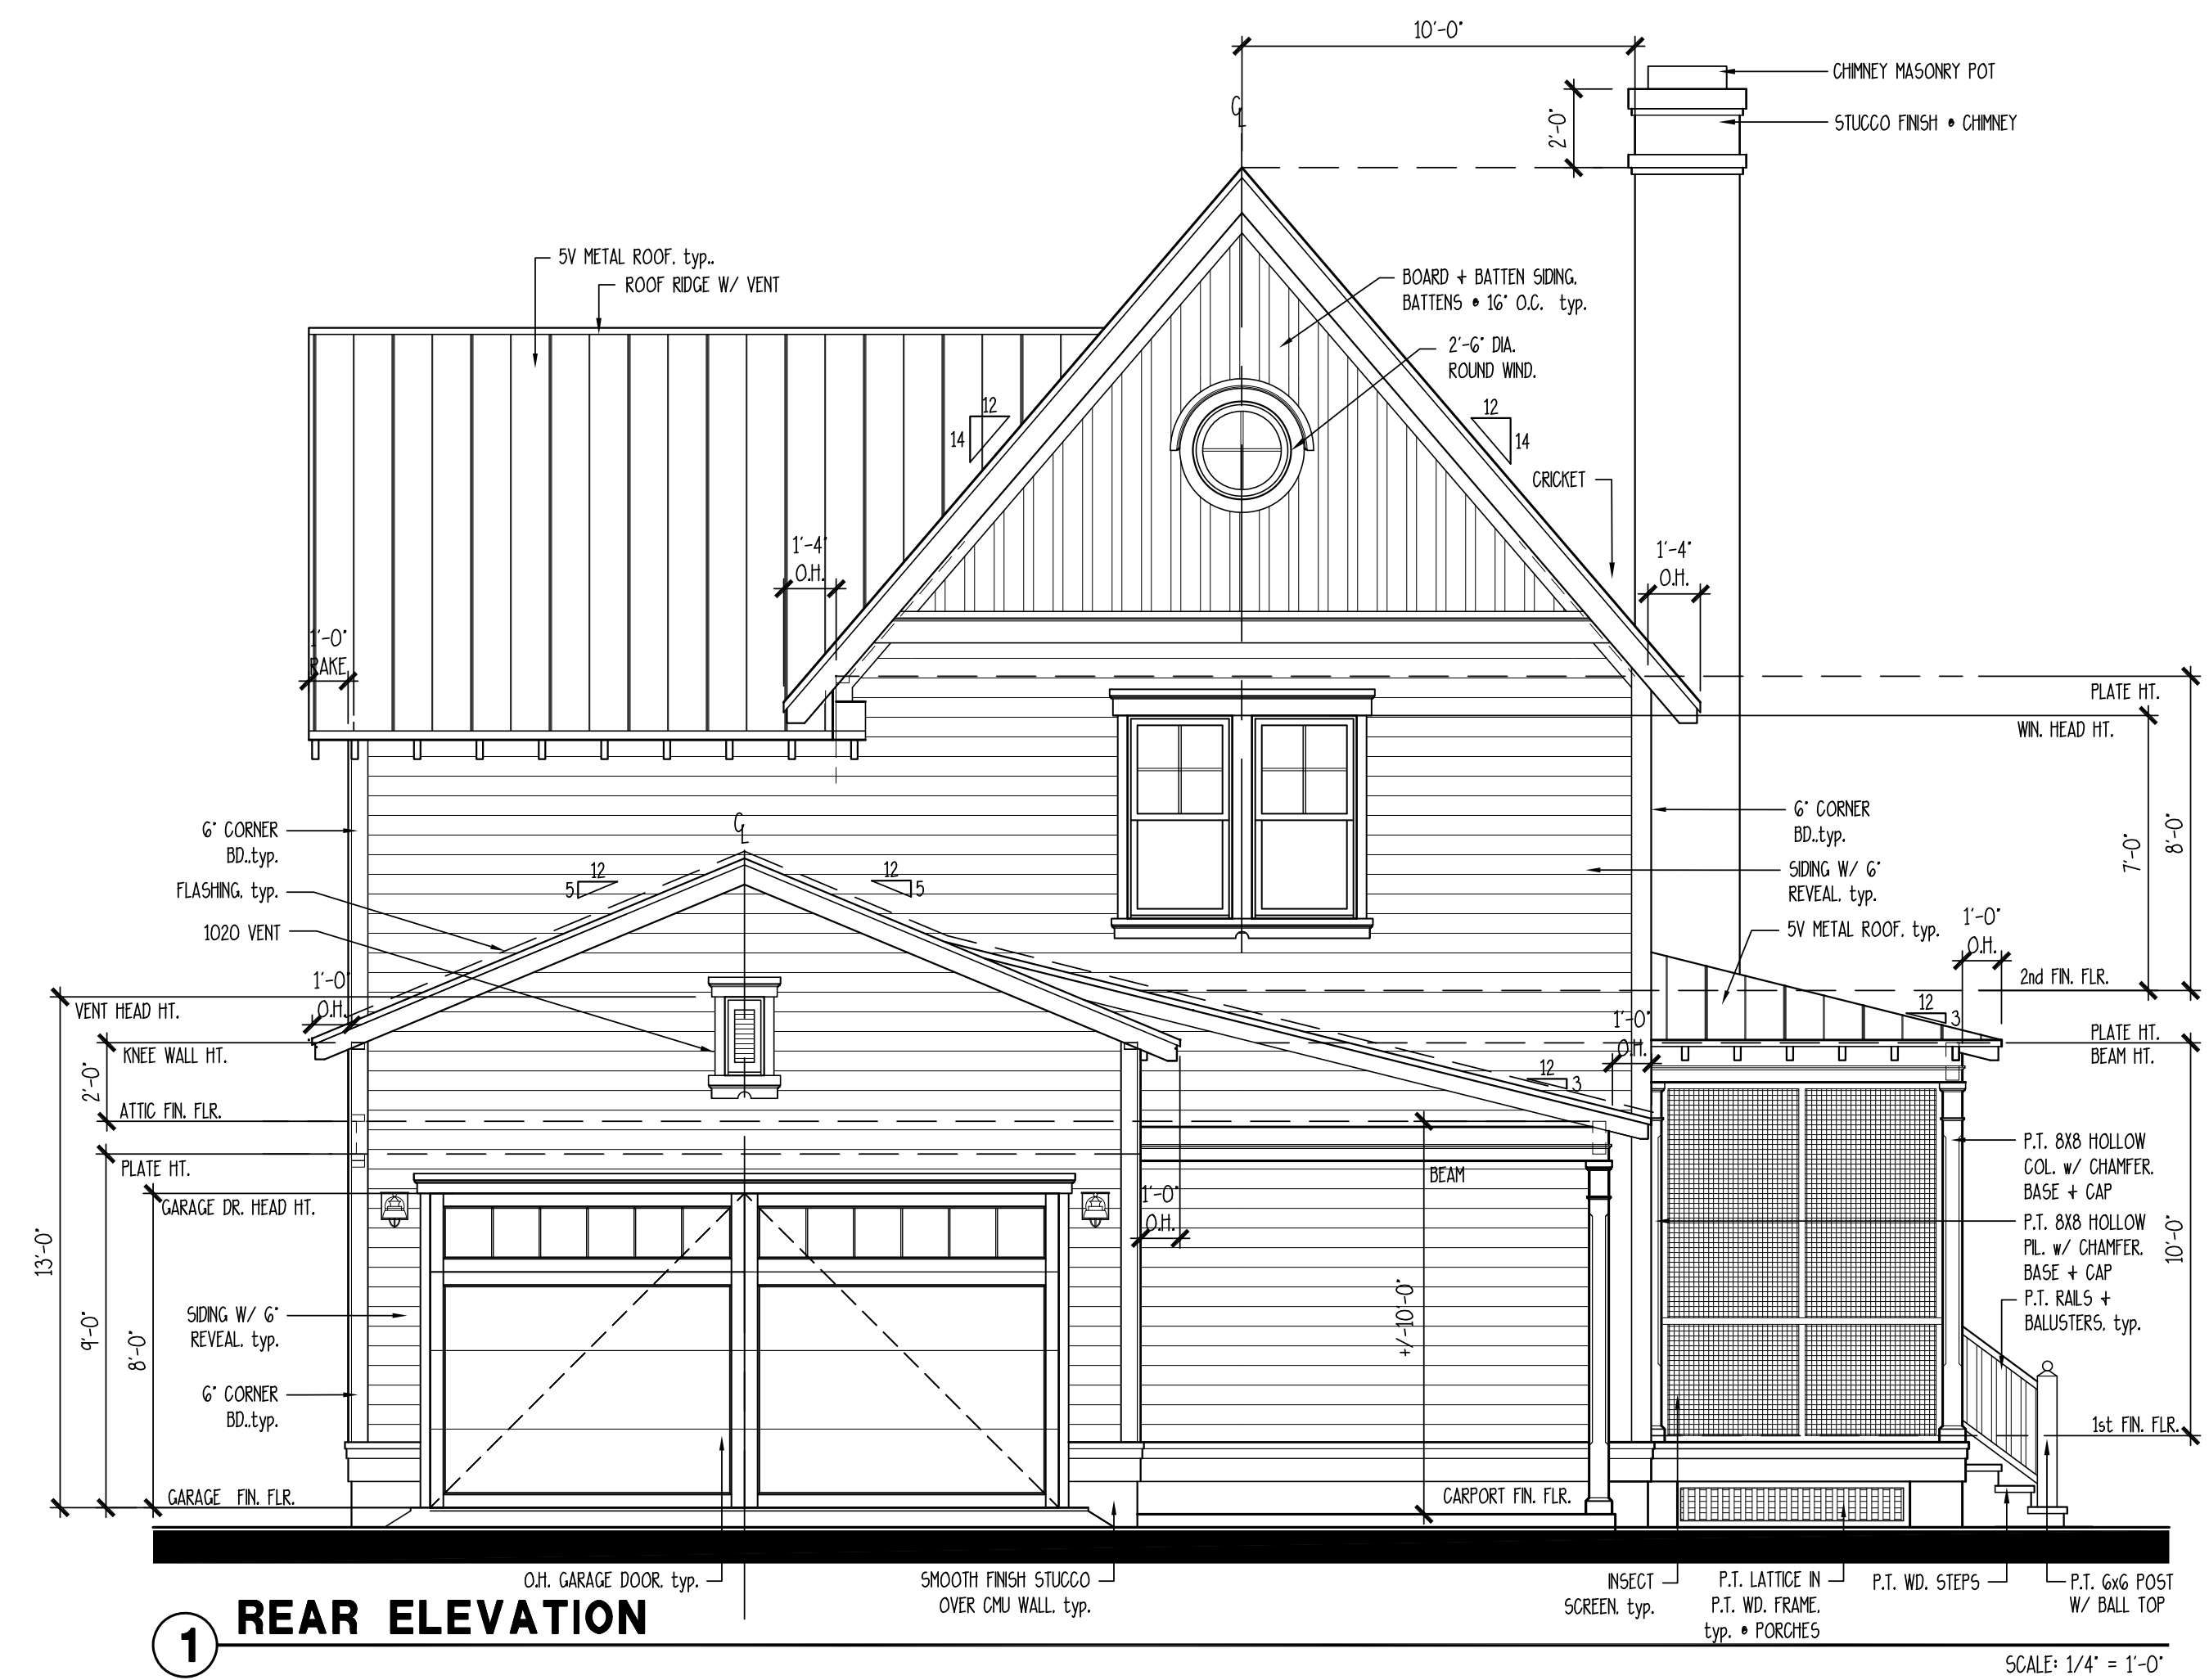 10'-0"
CHIMNEY MASONRY POT
2'-0"
STUCCO FINISH @ CHIMNEY
C L
5V METAL ROOF, typ..
ROOF RIDGE W/ VENT
BOARD + BATTEN SIDING,
BATTENS @ 16" O.C. typ.
2'-6" DIA.
ROUND WIND.
12
14
12
14
CRICKET
1'-4"
O.H.
1'-4"
O.H.
1'-0"
RAKE
PLATE HT.
WIN. HEAD HT.
6" CORNER
BD.,typ.
C L
6" CORNER
BD.,typ.
7'-0"
8'-0"
12
5
12
5
FLASHING, typ.
SIDING W/ 6"
REVEAL, typ.
1020 VENT
5V METAL ROOF, typ.
1'-0"
O.H.
1'-0"
O.H.
2nd FIN. FLR.
VENT HEAD HT.
12
3
1'-0"
O.H.
PLATE HT.
BEAM HT.
KNEE WALL HT.
2'-0"
12
3
ATTIC FIN. FLR.
P.T. 8X8 HOLLOW
COL. w/ CHAMFER,
BASE + CAP
PLATE HT.
BEAM
GARAGE DR. HEAD HT.
1'-0"
O.H.
P.T. 8X8 HOLLOW
PIL. w/ CHAMFER,
BASE + CAP
13'-0"
9'-0"
8'-0"
+/-10'-0"
10'-0"
SIDING W/ 6"
REVEAL, typ.
P.T. RAILS +
BALUSTERS, typ.
6" CORNER
BD.,typ.
1st FIN. FLR.
GARAGE FIN. FLR.
CARPORT FIN. FLR.
O.H. GARAGE DOOR, typ.
SMOOTH FINISH STUCCO
OVER CMU WALL, typ.
INSECT
SCREEN, typ.
P.T. LATTICE IN
P.T. WD. FRAME,
typ. @ PORCHES
P.T. WD. STEPS
P.T. 6x6 POST
W/ BALL TOP
1
REAR ELEVATION
SCALE: 1/4" = 1'-0"